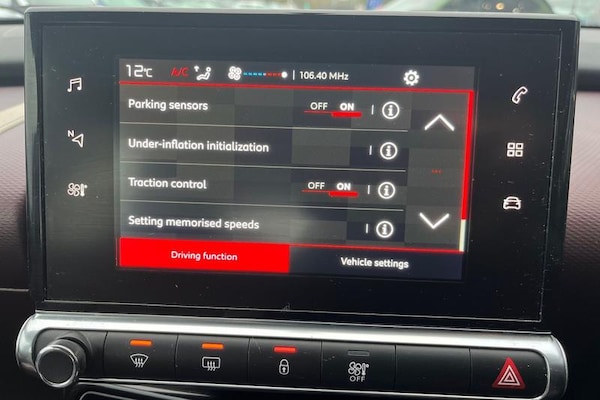 12°C A/C 106.40 MHz
Parking sensors OFF ON
Under-inflation initialization
Traction control OFF ON
Setting memorised speeds
Driving function Vehicle settings
N
OFF